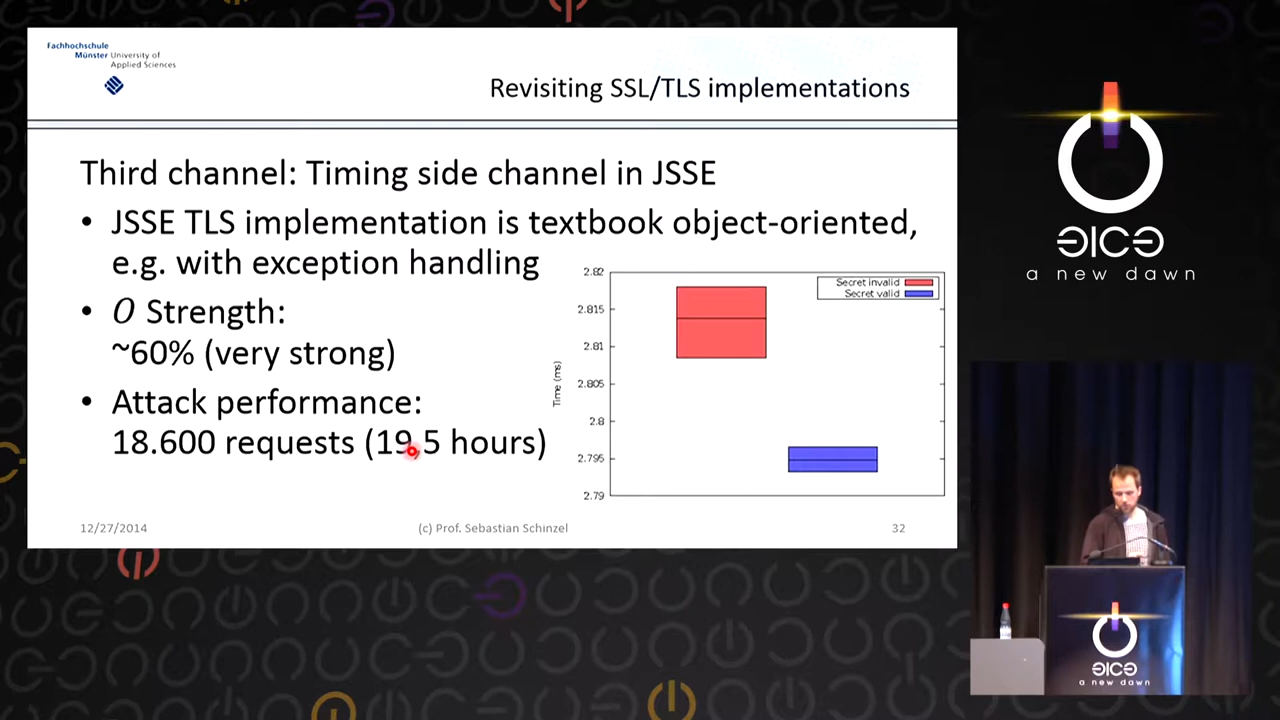 Fachhochschule
Münster University of
Applied Sciences
Revisiting SSL/TLS implementations
Third channel: Timing side channel in JSSE
• JSSE TLS implementation is textbook object-oriented,
e.g. with exception handling
• O Strength:
~60% (very strong)
• Attack performance:
18.600 requests (19,5 hours)
2.82
2.815
2.81
2.805
2.8
2.795
2.79
Time (ms)
Secret invalid
Secret valid
12/27/2014
(c) Prof. Sebastian Schinzel
32
a new dawn
a new dawn